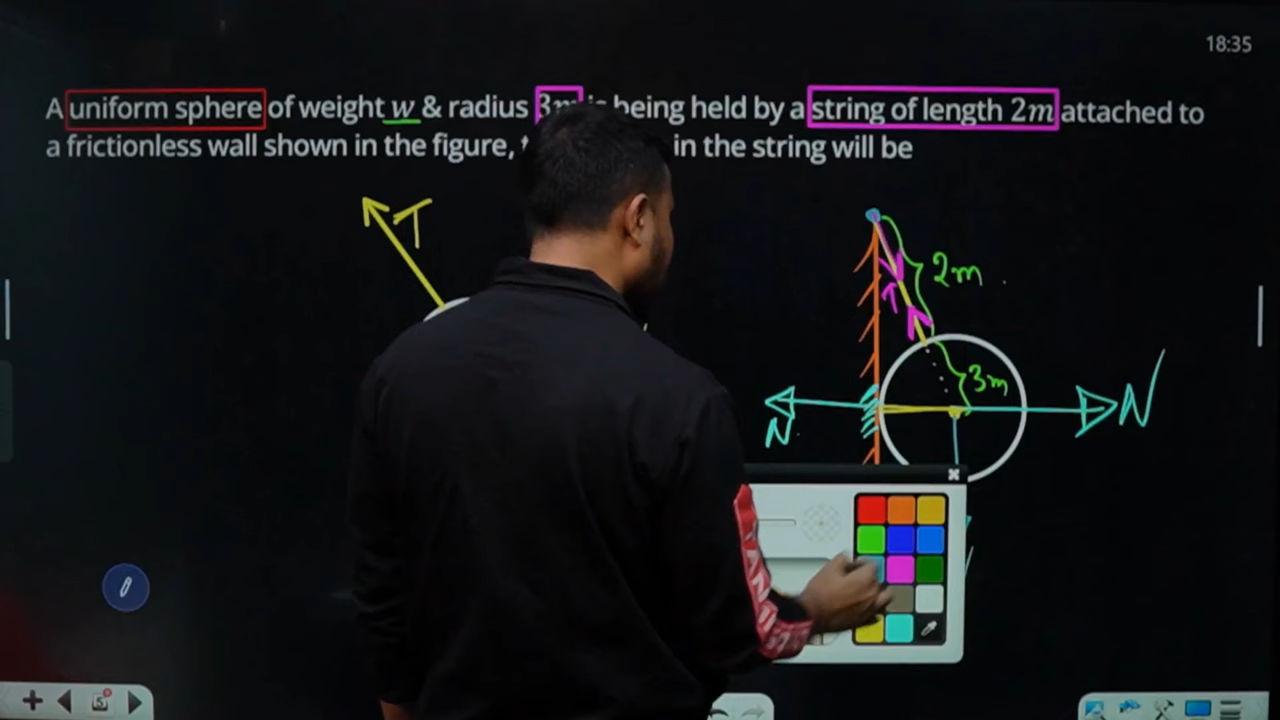 18:35
A uniform sphere of weight w & radius 3m being held by a string of length 2m attached to
a frictionless wall shown in the figure, in the string will be
T
2m
T
3m
N
N